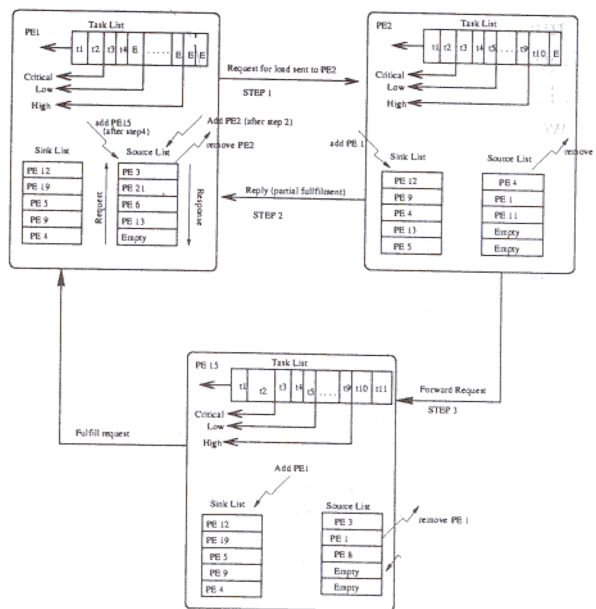 Task List
PE1
t1 t2 t3 t4 E ..... E E E
Critical
Low
High
add PE15
(after step4)
Add PE2 (after step 2)
remove PE2
Sink List
PE 12
PE 19
PE 5
PE 9
PE 4
Request
Source List
PE 3
PE 21
PE 6
PE 13
Empty
Response
Request for load sent to PE2
STEP 1
Reply (partial fullfilment)
STEP 2
Task List
PE2
t1 t2 t3 t4 t5 ... t9 t10 E
Critical
Low
High
add PE 1
Sink List
PE 12
PE 9
PE 4
PE 13
PE 5
Source List
PE 4
PE 1
PE 11
Empty
Empty
remove
Forward Request
STEP 3
Fulfill request
Task List
PE 15
t1 t2 t3 t4 t5 .... t9 t10 t11
Critical
Low
High
Add PE1
Sink List
PE 12
PE 19
PE 5
PE 9
PE 4
Source List
PE 3
PE 1
PE 8
Empty
Empty
remove PE 1